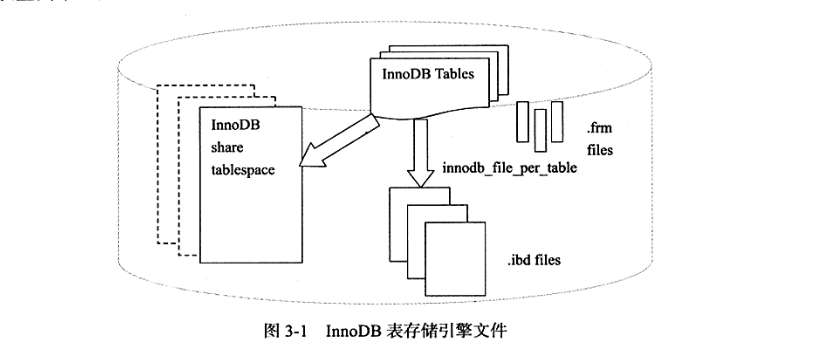 InnoDB Tables
InnoDB
share
tablespace
.frm
files
innodb_file_per_table
.ibd files
图 3-1 InnoDB 表存储引擎文件